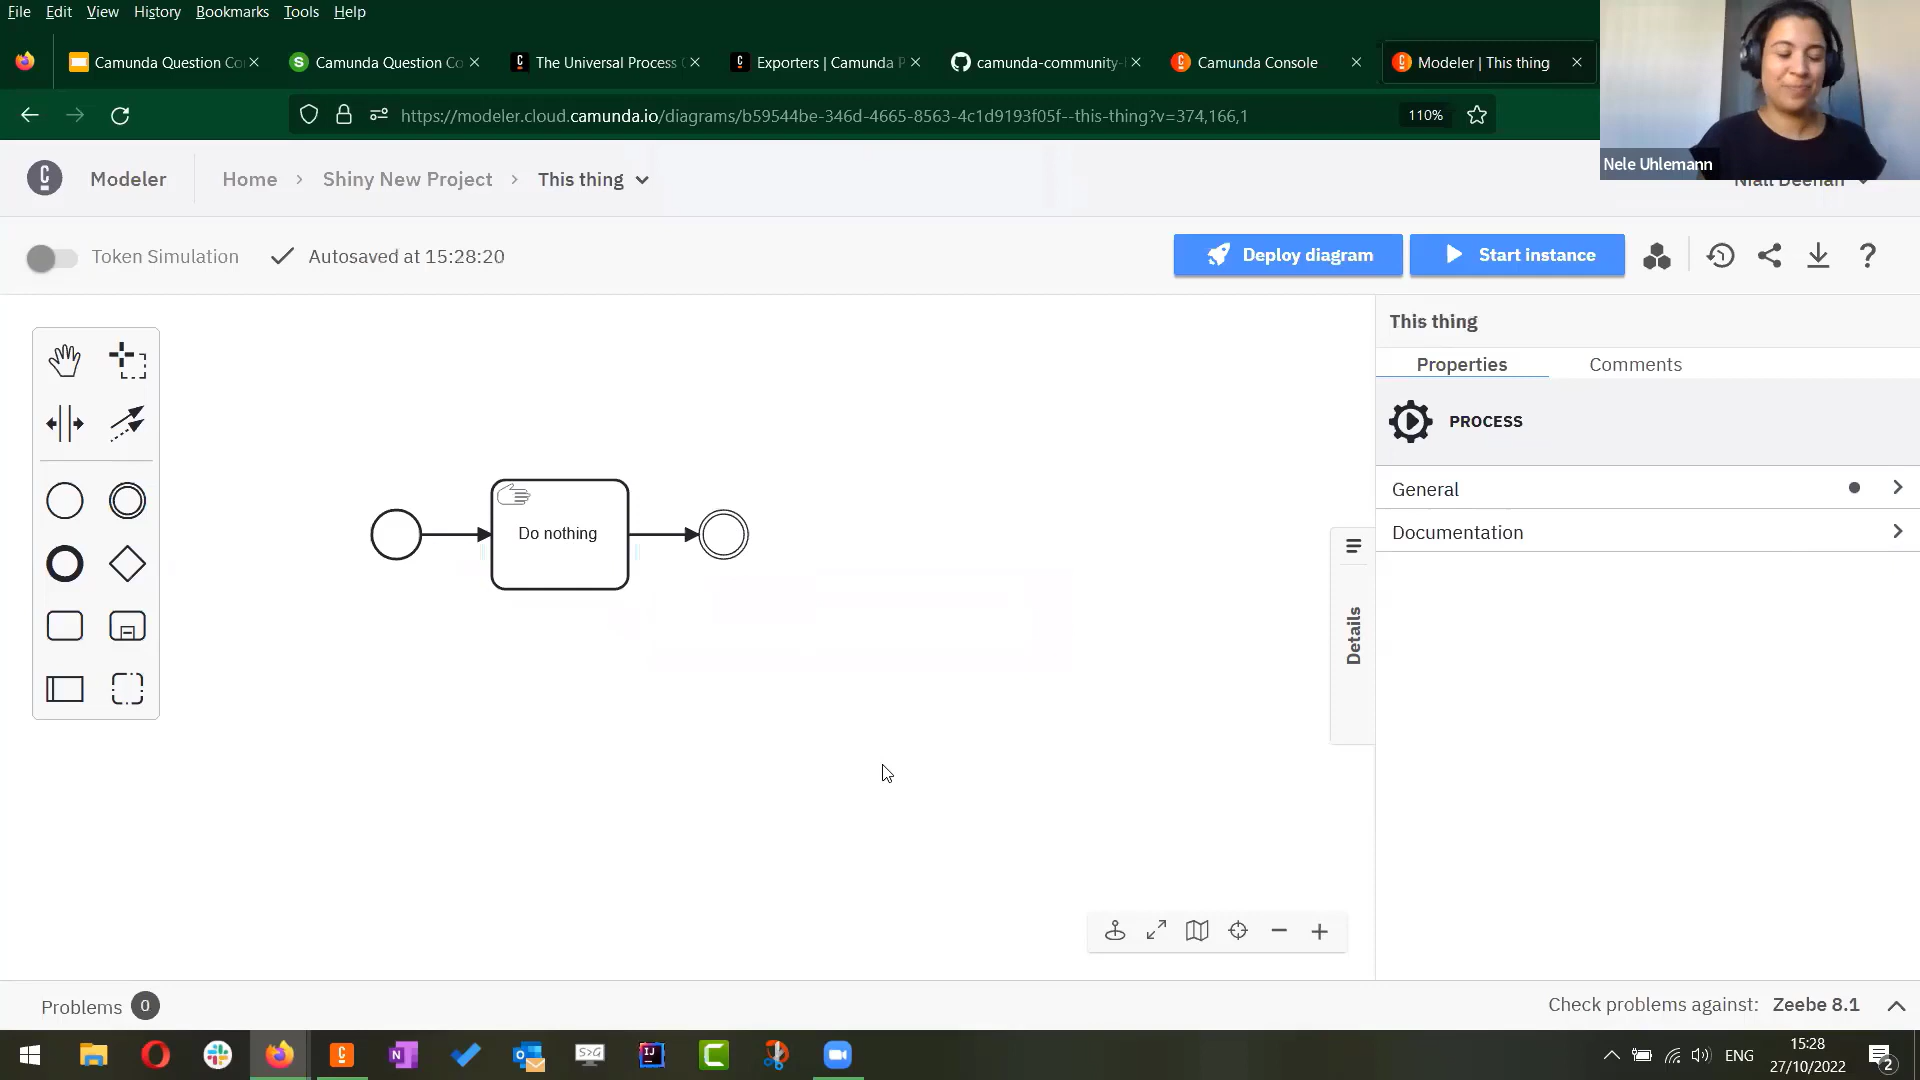 File Edit View History Bookmarks Tools Help
Camunda Question Co
Camunda Question Co
The Universal Process
Exporters | Camunda P
camunda-community-
Camunda Console
Modeler | This thing
https://modeler.cloud.camunda.io/diagrams/b59544be-346d-4665-8563-4c1d9193f05f--this-thing?v=374,166,1
110%
Nele Uhlemann
Modeler
Home > Shiny New Project > This thing
Niall Deehan
Token Simulation
Autosaved at 15:28:20
Deploy diagram
Start instance
This thing
Properties
Comments
PROCESS
General
Documentation
Do nothing
Details
Problems 0
Check problems against: Zeebe 8.1
ENG
15:28
27/10/2022
2